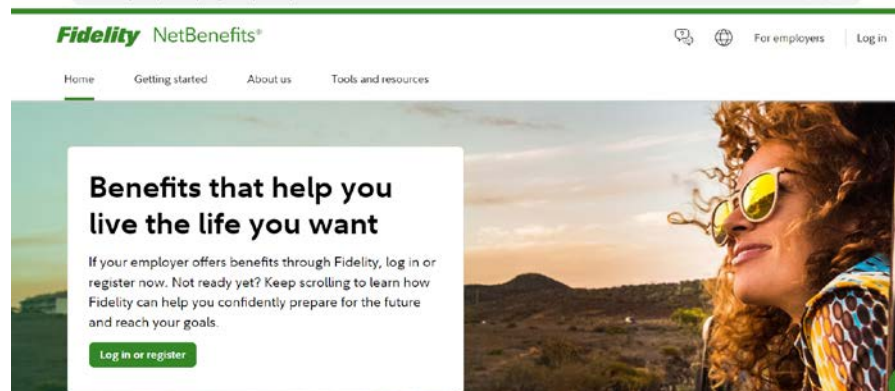 Fidelity NetBenefits®
For employers
Log in
Home
Getting started
About us
Tools and resources
Benefits that help you
live the life you want
If your employer offers benefits through Fidelity, log in or
register now. Not ready yet? Keep scrolling to learn how
Fidelity can help you confidently prepare for the future
and reach your goals.
Log in or register